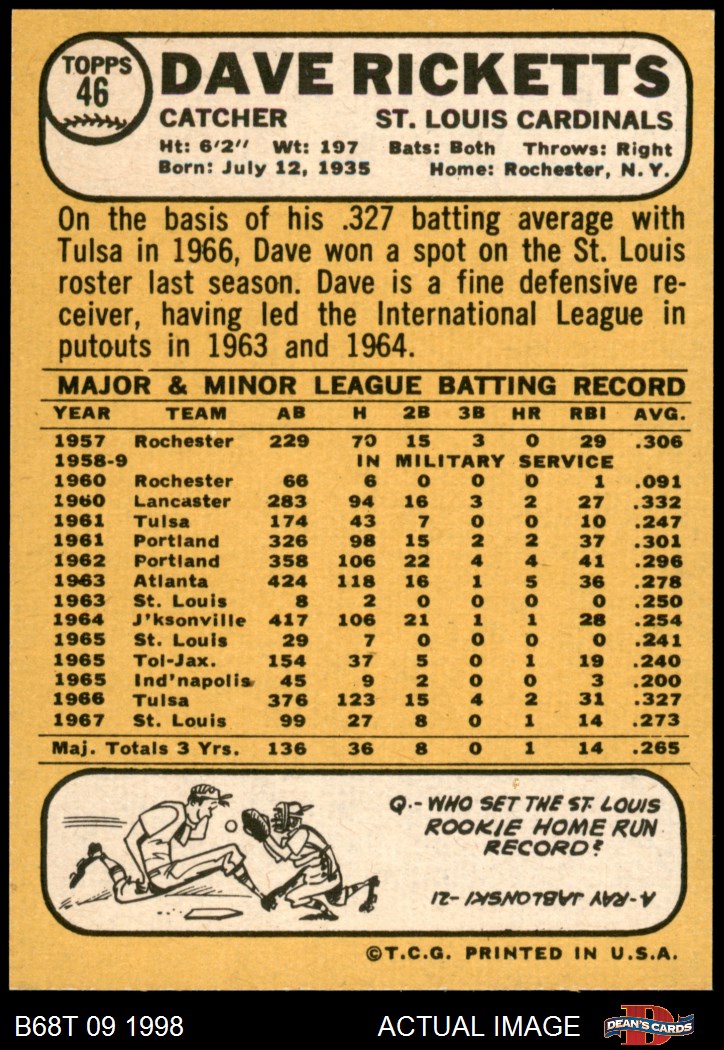 TOPPS
46
DAVE RICKETTS
CATCHER ST. LOUIS CARDINALS
Ht: 6'2" Wt: 197 Bats: Both Throws: Right
Born: July 12, 1935 Home: Rochester, N.Y.
On the basis of his .327 batting average with
Tulsa in 1966, Dave won a spot on the St. Louis
roster last season. Dave is a fine defensive re-
ceiver, having led the International League in
putouts in 1963 and 1964.
MAJOR & MINOR LEAGUE BATTING RECORD
YEAR TEAM AB H 2B 3B HR RBI AVG.
1957 Rochester 229 70 15 3 0 29 .306
1958-9 IN MILITARY SERVICE
1960 Rochester 66 6 0 0 0 1 .091
1960 Lancaster 283 94 16 3 2 27 .332
1961 Tulsa 174 43 7 0 0 10 .247
1961 Portland 326 98 15 2 2 37 .301
1962 Portland 358 106 22 4 4 41 .296
1963 Atlanta 424 118 16 1 5 36 .278
1963 St. Louis 8 2 0 0 0 0 .250
1964 J'ksonville 417 106 21 1 1 28 .254
1965 St. Louis 29 7 0 0 0 0 .241
1965 Tol-Jax. 154 37 5 0 1 19 .240
1965 Ind'napolis 45 9 2 0 0 3 .200
1966 Tulsa 376 123 15 4 2 31 .327
1967 St. Louis 99 27 8 0 1 14 .273
Maj. Totals 3 Yrs. 136 36 8 0 1 14 .265
Q.-WHO SET THE ST. LOUIS
ROOKIE HOME RUN
RECORD?
A-RAY JABLONSKI-21
©T.C.G. PRINTED IN U.S.A.
B68T 09 1998 ACTUAL IMAGE
D
DEAN'S CARDS